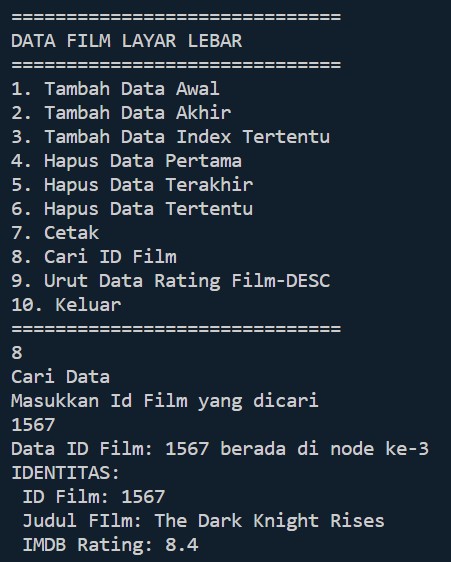 ==============================
DATA FILM LAYAR LEBAR
==============================
1. Tambah Data Awal
2. Tambah Data Akhir
3. Tambah Data Index Tertentu
4. Hapus Data Pertama
5. Hapus Data Terakhir
6. Hapus Data Tertentu
7. Cetak
8. Cari ID Film
9. Urut Data Rating Film-DESC
10. Keluar
==============================
8
Cari Data
Masukkan Id Film yang dicari
1567
Data ID Film: 1567 berada di node ke-3
IDENTITAS:
 ID Film: 1567
 Judul FIlm: The Dark Knight Rises
 IMDB Rating: 8.4